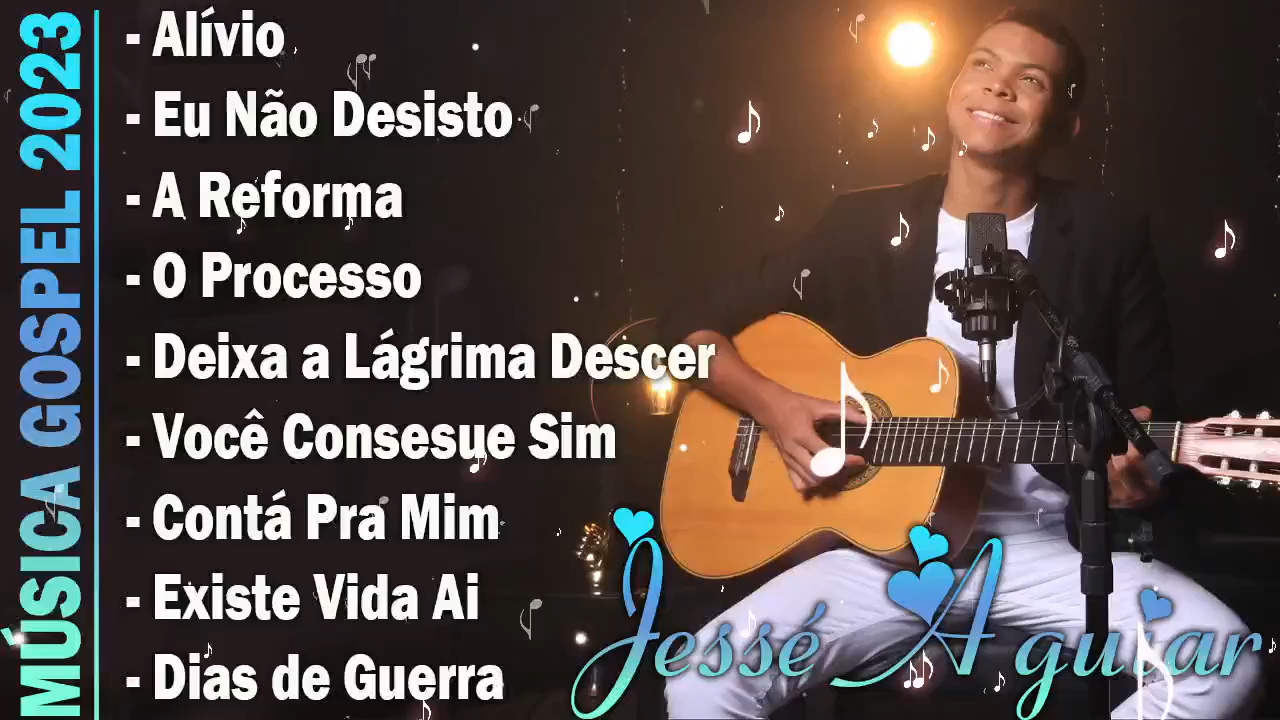 MÚSICA GOSPEL 2023
- Alívio
- Eu Não Desisto
- A Reforma
- O Processo
- Deixa a Lágrima Descer
- Você Consesue Sim
- Contá Pra Mim
- Existe Vida Ai
- Dias de Guerra
Jessé Aguiar